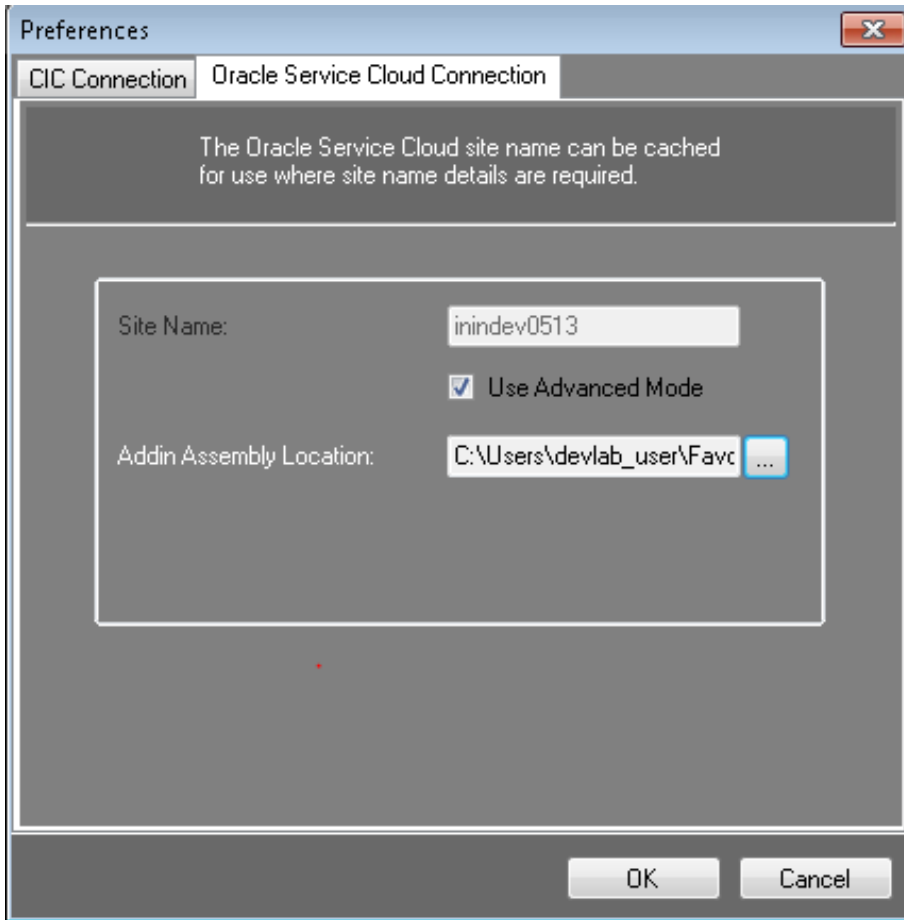 Preferences
CIC Connection
Oracle Service Cloud Connection
The Oracle Service Cloud site name can be cached
for use where site name details are required.
Site Name:
inindev0513
Use Advanced Mode
Addin Assembly Location:
C:\Users\devlab_user\Favc
...
OK
Cancel